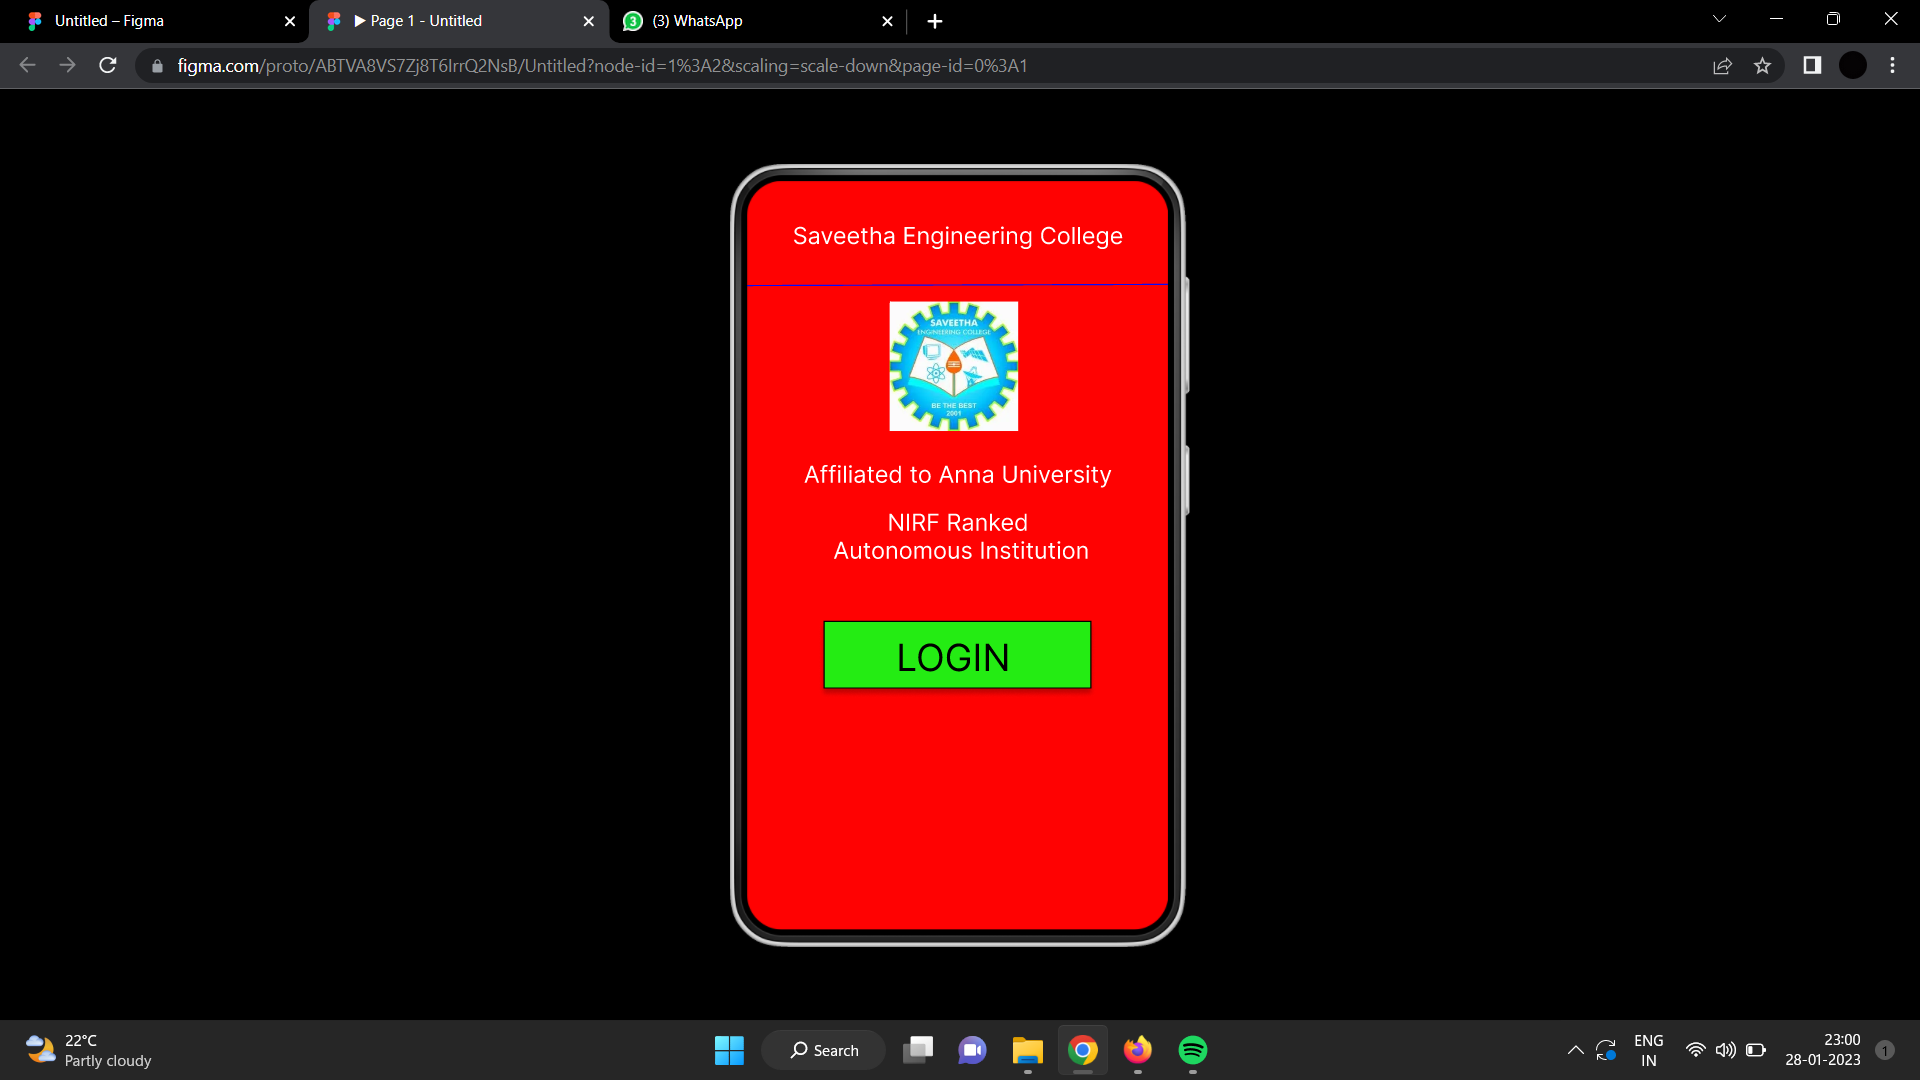 Untitled – Figma
Page 1 - Untitled
3
(3) WhatsApp
figma.com/proto/ABTVA8VS7Zj8T6IrrQ2NsB/Untitled?node-id=1%3A2&scaling=scale-down&page-id=0%3A1
Saveetha Engineering College
SAVEETHA
ENGINEERING COLLEGE
BE THE BEST
2001
Affiliated to Anna University
NIRF Ranked
Autonomous Institution
LOGIN
22°C
Partly cloudy
Search
ENG
IN
23:00
28-01-2023
1